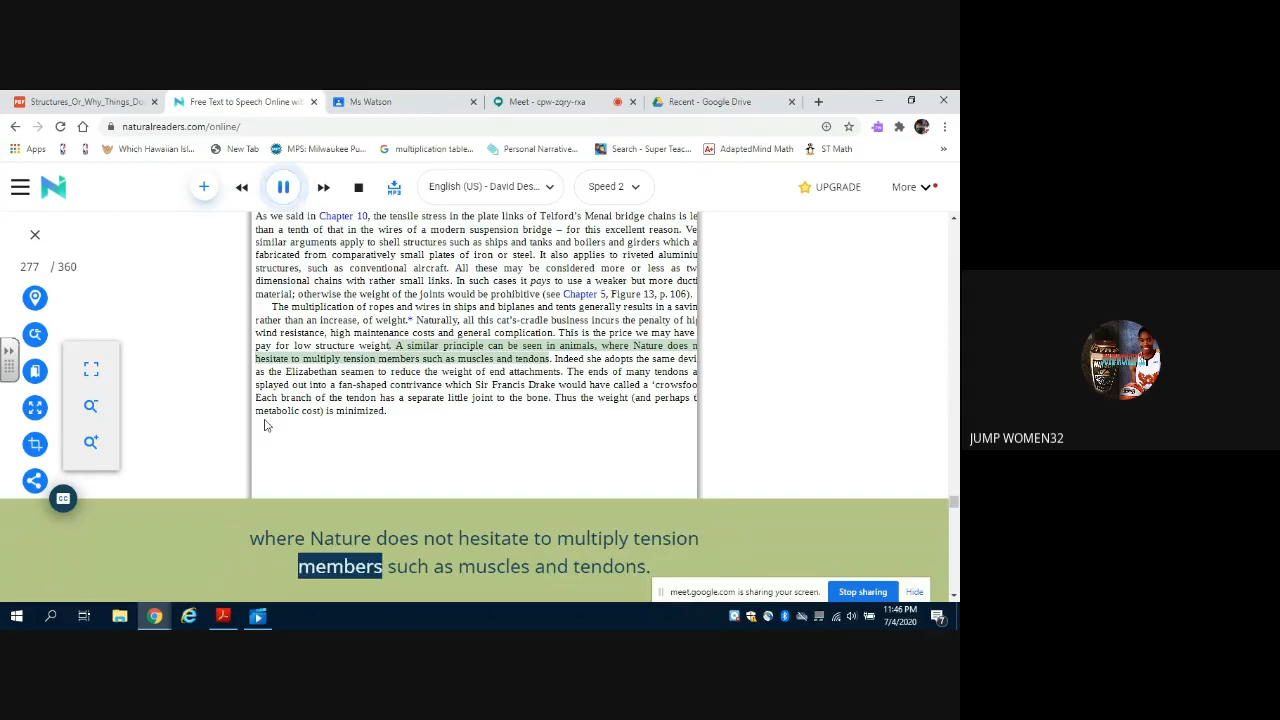 Structures_Or_Why_Things_Do
Free Text to Speech Online wit
Ms Watson
Meet - cpw-zqry-rxa
Recent - Google Drive
naturalreaders.com/online/
Apps
Which Hawaiian Isl...
New Tab
MPS: Milwaukee Pu...
multiplication table...
Personal Narrative...
Search - Super Teac...
AdaptedMind Math
ST Math
MP3
English (US) - David Des...
Speed 2
UPGRADE
More
277 / 360
As we said in Chapter 10, the tensile stress in the plate links of Telford's Menai bridge chains is le
than a tenth of that in the wires of a modern suspension bridge – for this excellent reason. Ve
similar arguments apply to shell structures such as ships and tanks and boilers and girders which a
fabricated from comparatively small plates of iron or steel. It also applies to riveted aluminiu
structures, such as conventional aircraft. All these may be considered more or less as tw
dimensional chains with rather small links. In such cases it pays to use a weaker but more ducti
material; otherwise the weight of the joints would be prohibitive (see Chapter 5, Figure 13, p. 106).
The multiplication of ropes and wires in ships and biplanes and tents generally results in a savin
rather than an increase, of weight.* Naturally, all this cat's-cradle business incurs the penalty of hi
wind resistance, high maintenance costs and general complication. This is the price we may have
pay for low structure weight. A similar principle can be seen in animals, where Nature does n
hesitate to multiply tension members such as muscles and tendons. Indeed she adopts the same devi
as the Elizabethan seamen to reduce the weight of end attachments. The ends of many tendons a
splayed out into a fan-shaped contrivance which Sir Francis Drake would have called a 'crowsfoo
Each branch of the tendon has a separate little joint to the bone. Thus the weight (and perhaps t
metabolic cost) is minimized.
CC
where Nature does not hesitate to multiply tension
members such as muscles and tendons.
meet.google.com is sharing your screen.
Stop sharing
Hide
11:46 PM
7/4/2020
JUMP WOMEN32